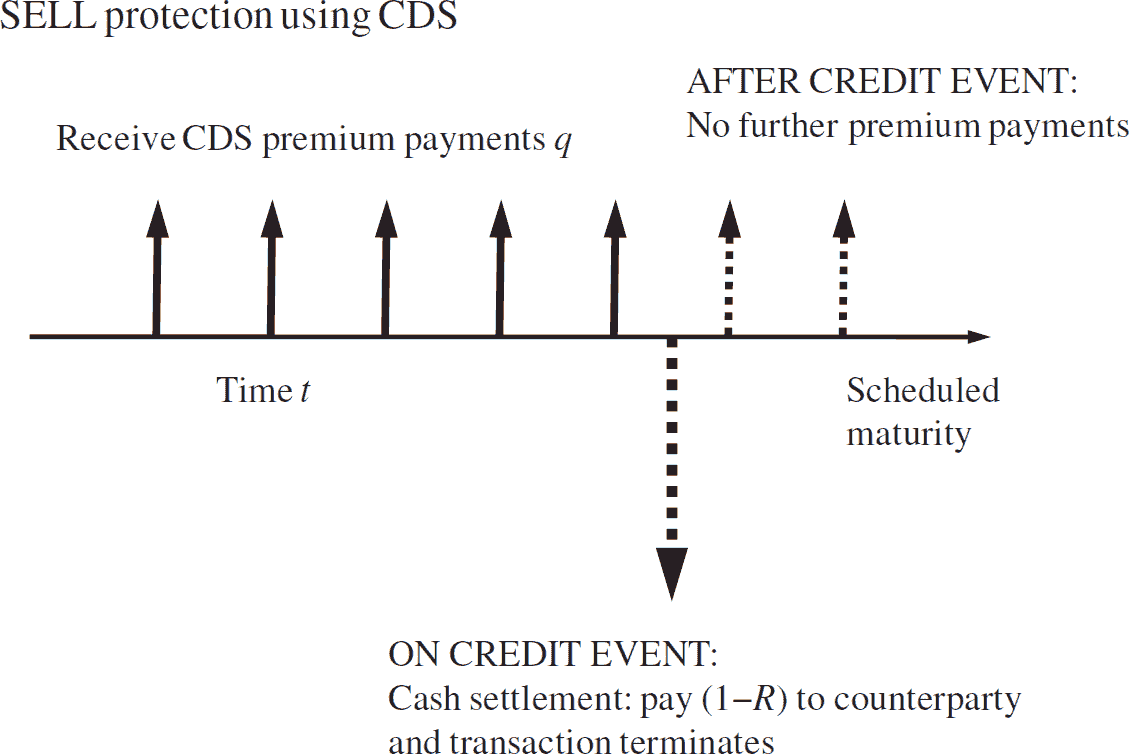 SELL protection using CDS
AFTER CREDIT EVENT:
No further premium payments
Receive CDS premium payments q
Time t
Scheduled
maturity
ON CREDIT EVENT:
Cash settlement: pay (1–R) to counterparty
and transaction terminates